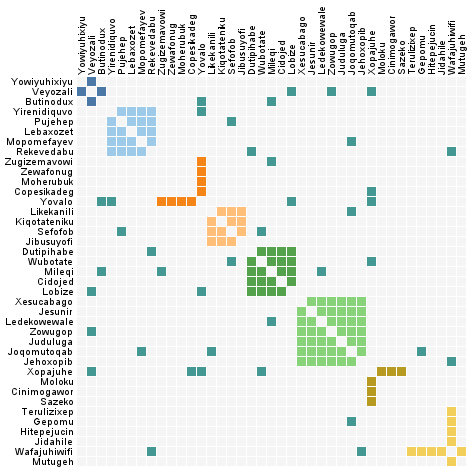 Yowiyuhixiyu
Veyozali
Butinodux
Yirenidiquvo
Pujehep
Lebaxozet
Mopomefayev
Rekevedabu
Zugizemavowi
Zewafonug
Moherubuk
Copesikadeg
Yovalo
Likekanili
Kiqotateniku
Sefofob
Jibusuyofi
Dutipihabe
Wubotate
Mileqi
Cidojed
Lobize
Xesucabago
Jesunir
Ledekowewale
Zowugop
Juduluga
Joqomutoqab
Jehoxopib
Xopajuhe
Moloku
Cinimogawor
Sazeko
Terulizixep
Gepomu
Hitepejucin
Jidahile
Wafajuhiwifi
Mutugeh
Yowiyuhixiyu
Veyozali
Butinodux
Yirenidiquvo
Pujehep
Lebaxozet
Mopomefayev
Rekevedabu
Zugizemavowi
Zewafonug
Moherubuk
Copesikadeg
Yovalo
Likekanili
Kiqotateniku
Sefofob
Jibusuyofi
Dutipihabe
Wubotate
Mileqi
Cidojed
Lobize
Xesucabago
Jesunir
Ledekowewale
Zowugop
Juduluga
Joqomutoqab
Jehoxopib
Xopajuhe
Moloku
Cinimogawor
Sazeko
Terulizixep
Gepomu
Hitepejucin
Jidahile
Wafajuhiwifi
Mutugeh